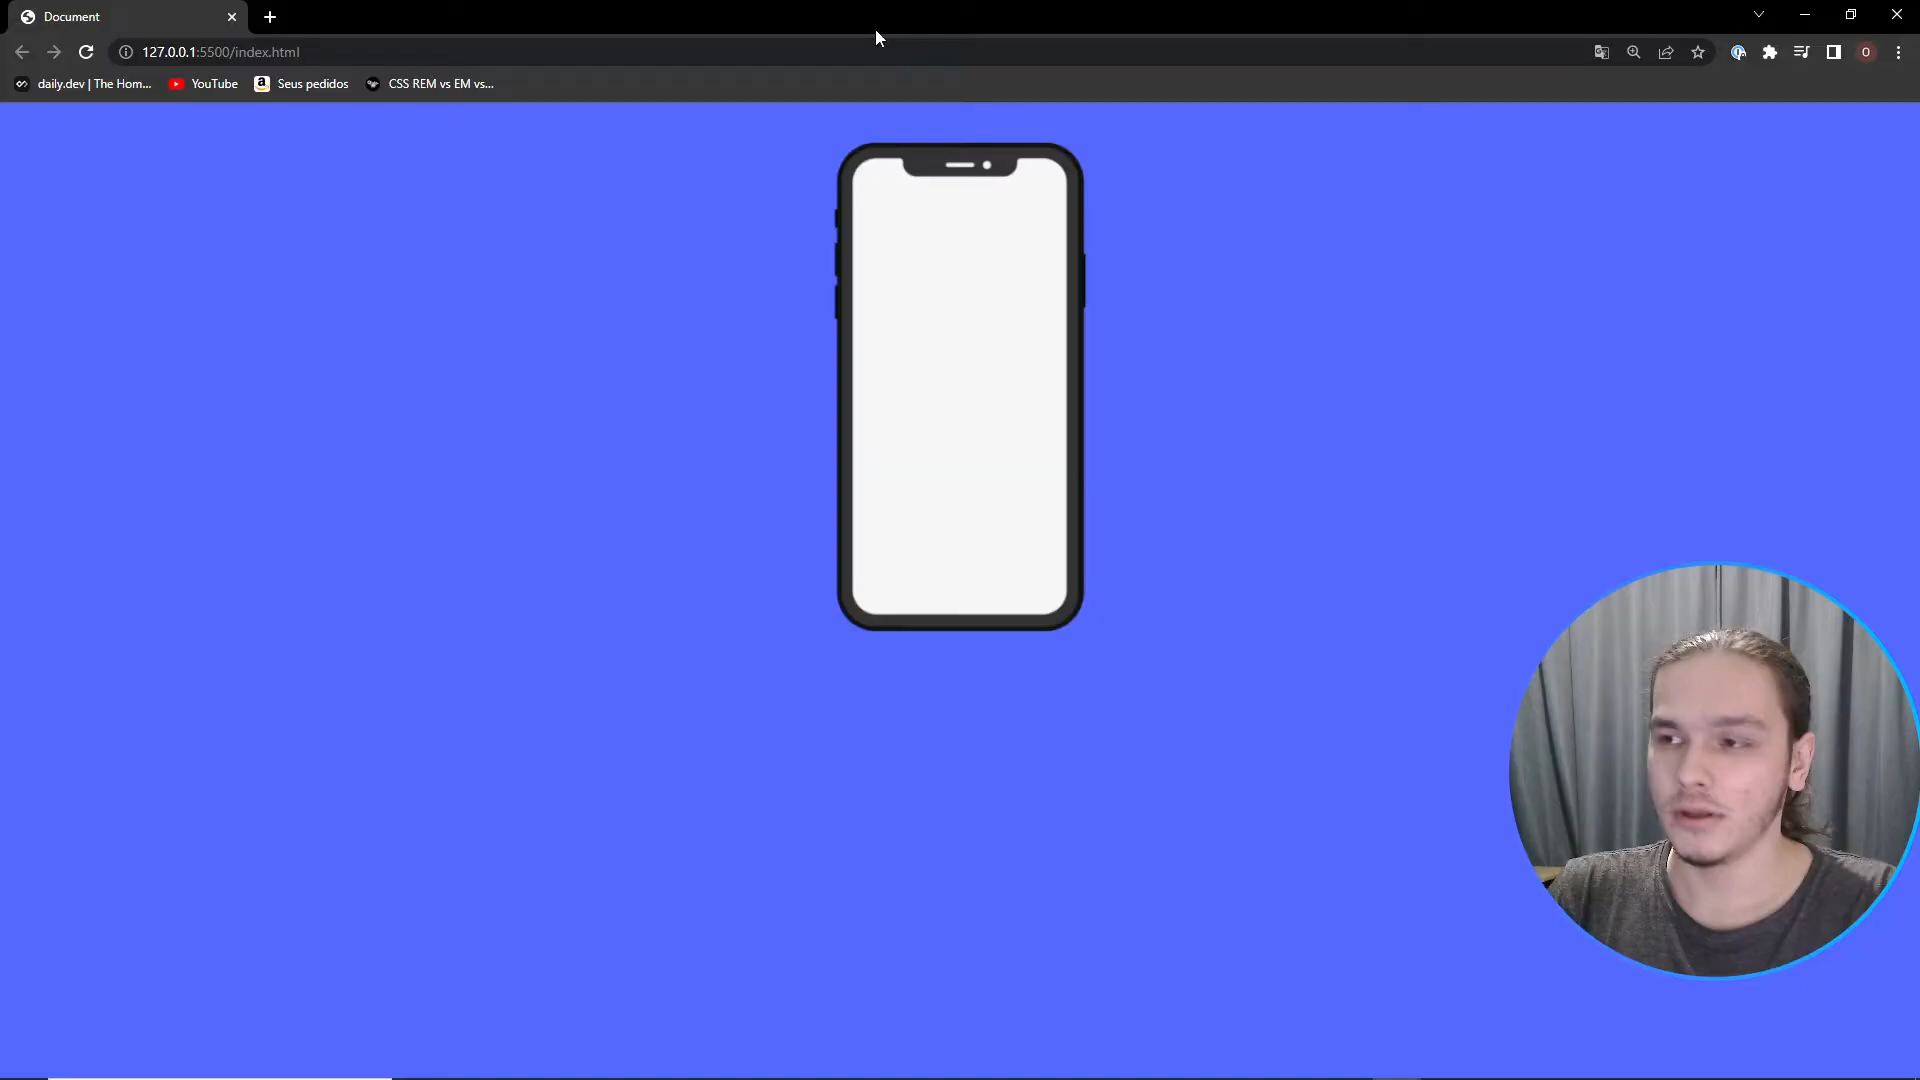 Document
127.0.0.1:5500/index.html
O
daily.dev | The Hom... YouTube Seus pedidos CSS REM vs EM vs...